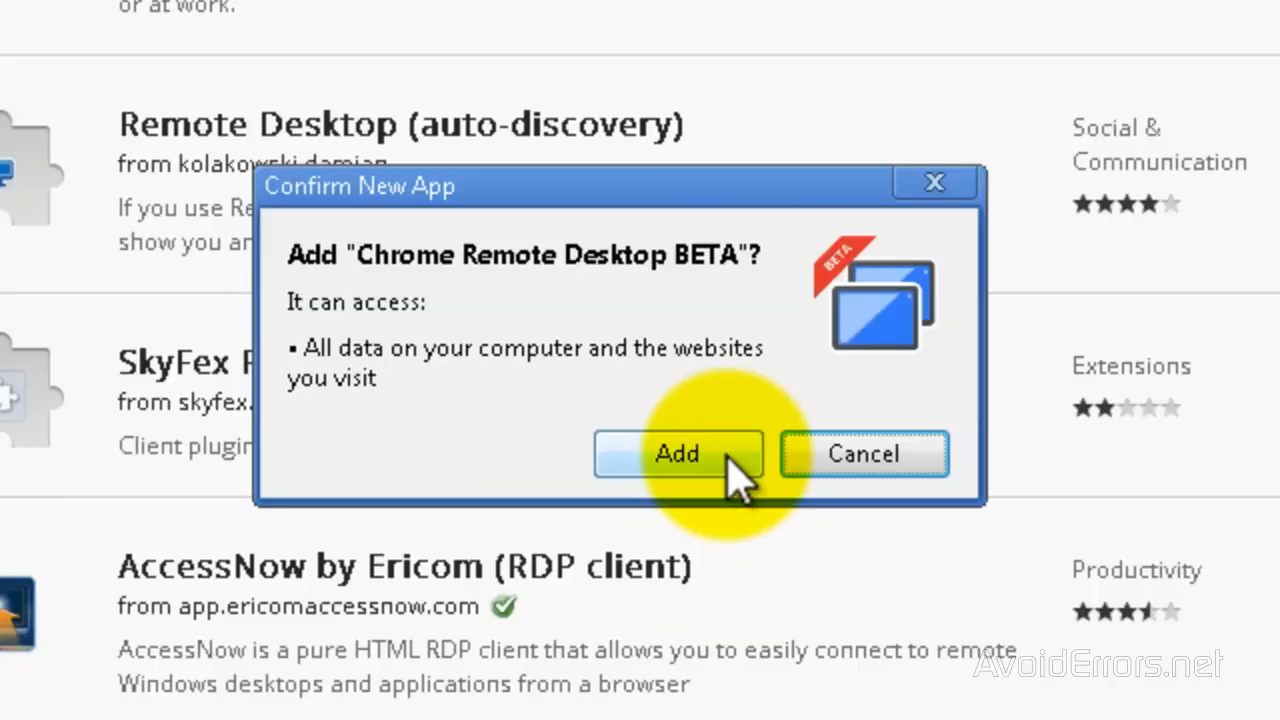 or at work.
Remote Desktop (auto-discovery)
Social &
from kolakowski.damian
Communication
Confirm New App
X
If you use Re
show you an
Add "Chrome Remote Desktop BETA"?
BETA
It can access:
▪ All data on your computer and the websites
you visit
SkyFex
Extensions
from skyfex.
Client plugin
Add
Cancel
AccessNow by Ericom (RDP client)
Productivity
from app.ericomaccessnow.com
AccessNow is a pure HTML RDP client that allows you to easily connect to remote
Windows desktops and applications from a browser
AvoidErrors.net